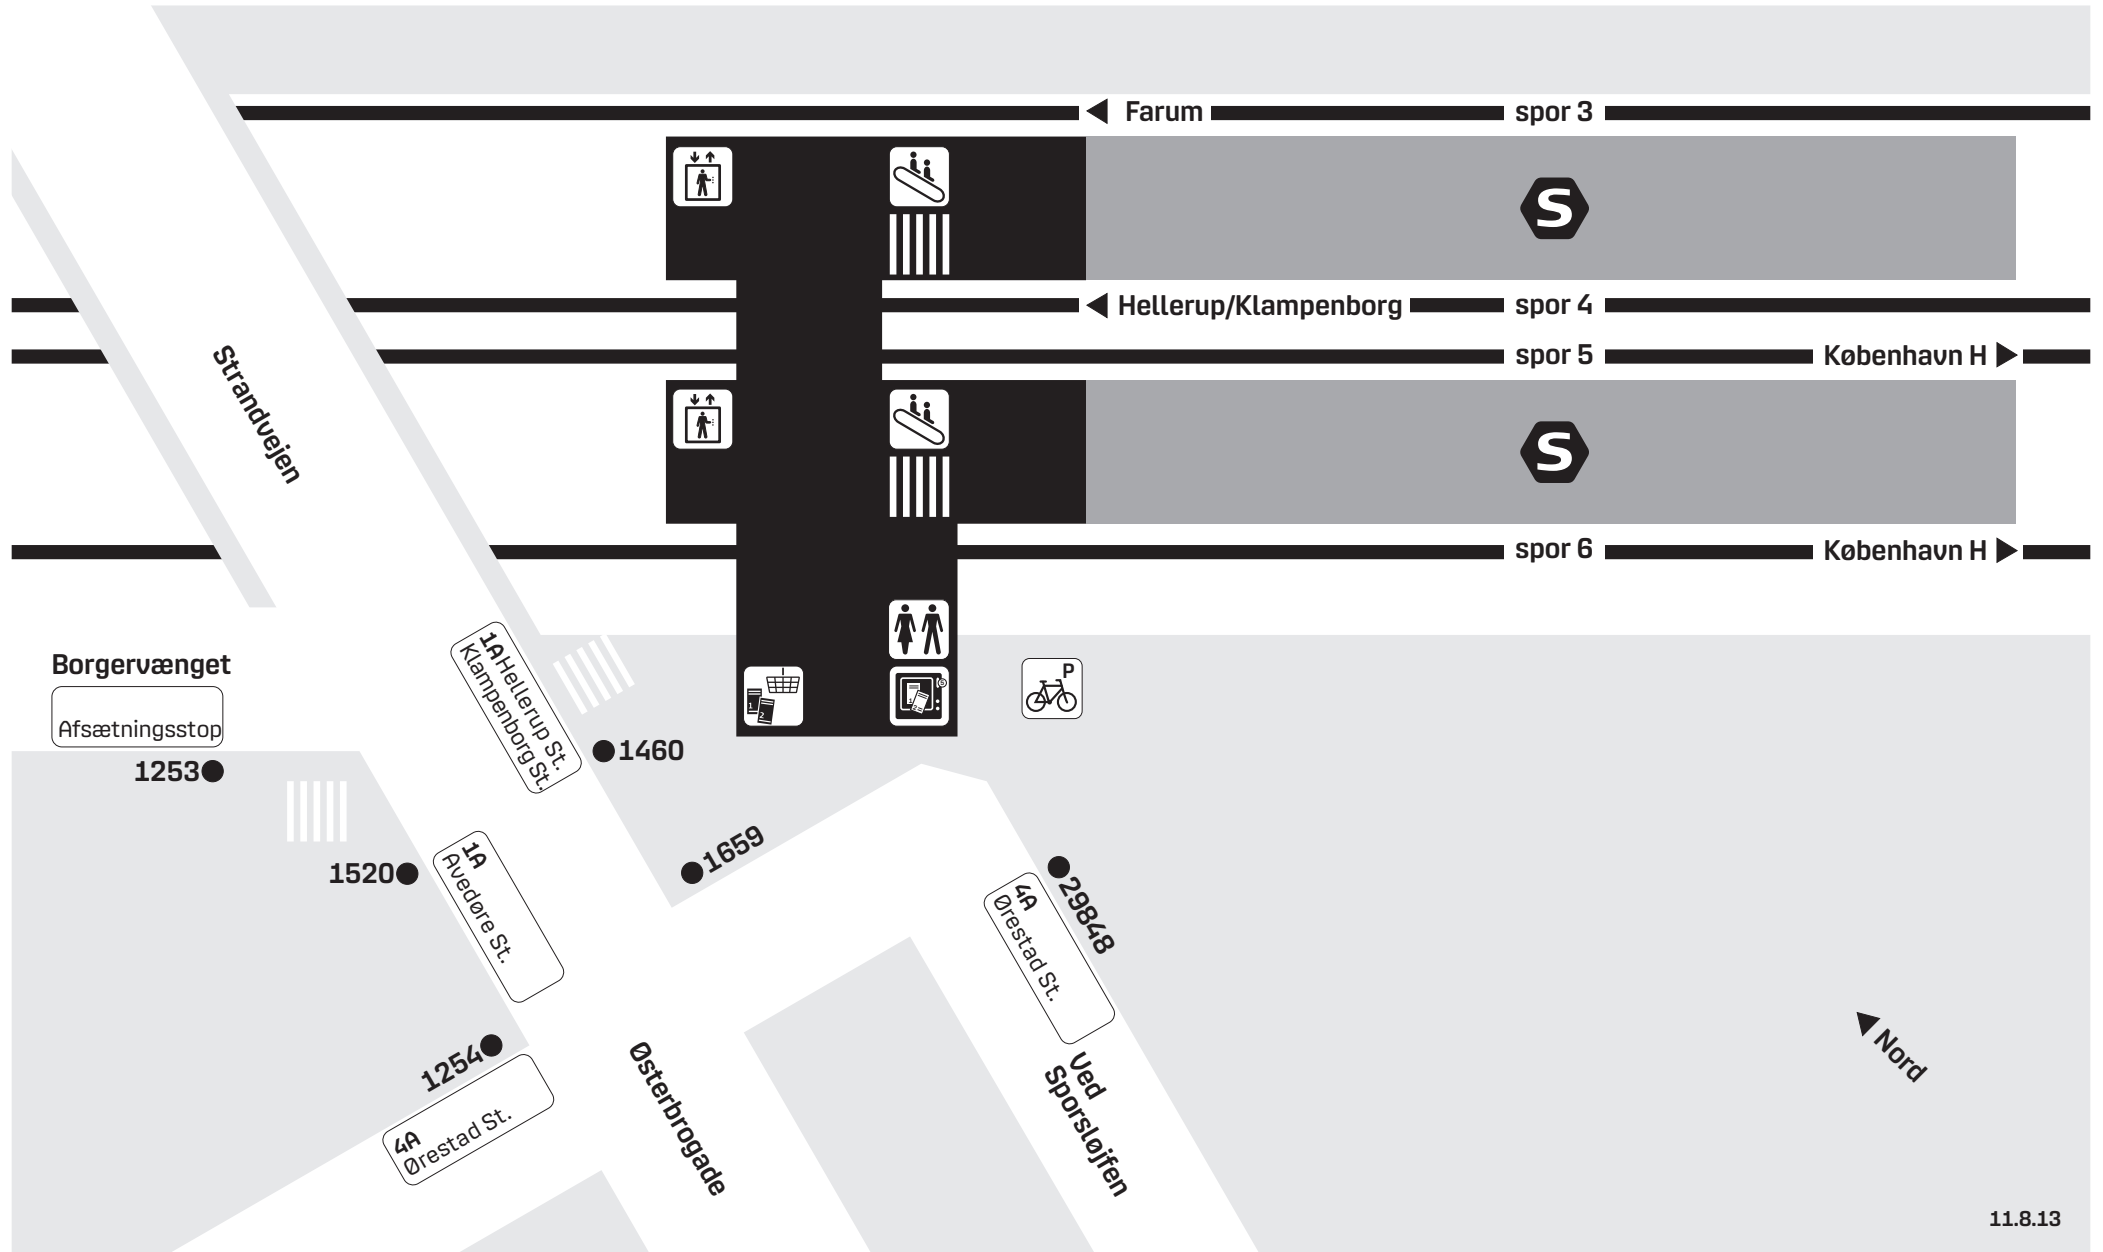 Farum
spor 3
S
Hellerup/Klampenborg
spor 4
spor 5
København H
S
spor 6
København H
Strandvejen
Borgervænget
Afsætningsstop
1253
1A Hellerup St.
Klampenborg St.
1460
P
1520
1A
Avedøre St.
1659
29848
4A
Ørestad St.
1254
4A
Ørestad St.
Østerbrogade
Ved
Sporsløjfen
Nord
11.8.13